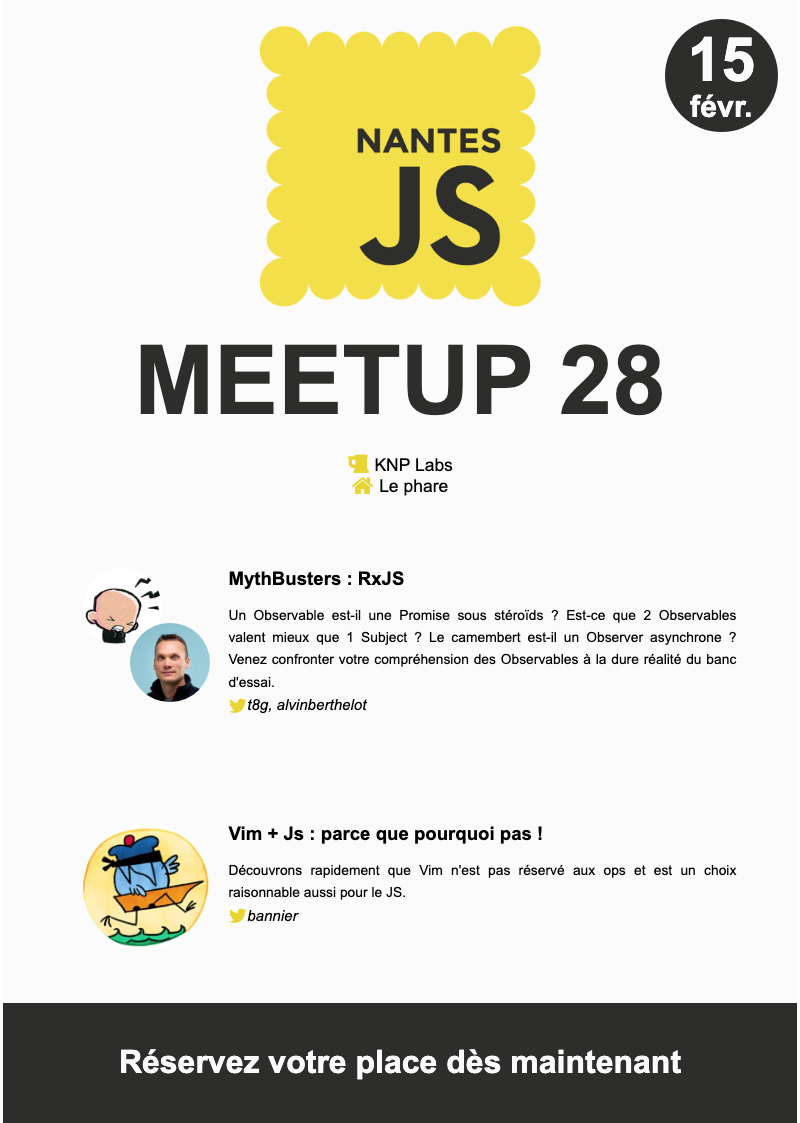 15
févr.
NANTES
JS
MEETUP 28
KNP Labs
Le phare
MythBusters : RxJS
Un Observable est-il une Promise sous stéroïds ? Est-ce que 2 Observables
valent mieux que 1 Subject ? Le camembert est-il un Observer asynchrone ?
Venez confronter votre compréhension des Observables à la dure réalité du banc
d'essai.
t8g, alvinberthelot
Vim + Js : parce que pourquoi pas !
Découvrons rapidement que Vim n'est pas réservé aux ops et est un choix
raisonnable aussi pour le JS.
bannier
Réservez votre place dès maintenant